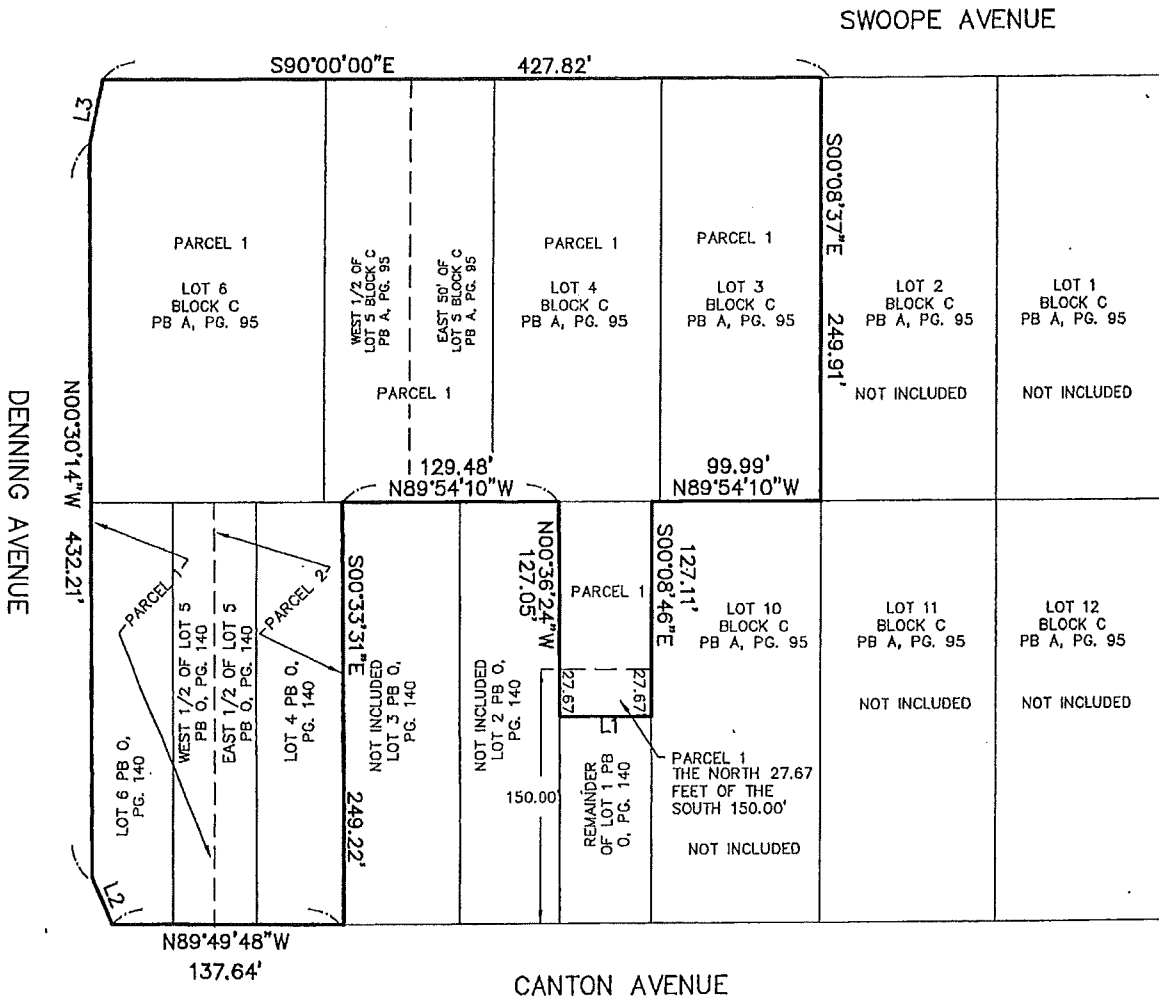 SWOOPE AVENUE
S90°00'00"E 427.82'
L3
S00°08'37"E 249.91'
PARCEL 1
LOT 6
BLOCK C
PB A, PG. 95
WEST 1/2 OF
LOT 5 BLOCK C
PB A, PG. 95
EAST 50' OF
LOT 5 BLOCK C
PB A, PG. 95
PARCEL 1
PARCEL 1
LOT 4
BLOCK C
PB A, PG. 95
PARCEL 1
LOT 3
BLOCK C
PB A, PG. 95
LOT 2
BLOCK C
PB A, PG. 95
NOT INCLUDED
LOT 1
BLOCK C
PB A, PG. 95
NOT INCLUDED
DENNING AVENUE
N00°30'14"W 432.21'
129.48'
N89°54'10"W
99.99'
N89°54'10"W
PARCEL 1
PARCEL 2
LOT 6 PB O,
PG. 140
WEST 1/2 OF LOT 5
PB O, PG. 140
EAST 1/2 OF LOT 5
PB O, PG. 140
LOT 4 PB O,
PG. 140
S00°33'31"E 249.22'
NOT INCLUDED
LOT 3 PB O,
PG. 140
NOT INCLUDED
LOT 2 PB O,
PG. 140
N00°36'24"W
127.05'
PARCEL 1
127.11'
S00°08'46"E
27.67
27.67
L1
150.00'
REMAINDER
OF LOT 1 PB
O, PG. 140
PARCEL 1
THE NORTH 27.67
FEET OF THE
SOUTH 150.00'
LOT 10
BLOCK C
PB A, PG. 95
NOT INCLUDED
LOT 11
BLOCK C
PB A, PG. 95
NOT INCLUDED
LOT 12
BLOCK C
PB A, PG. 95
NOT INCLUDED
L2
N89°49'48"W
137.64'
CANTON AVENUE